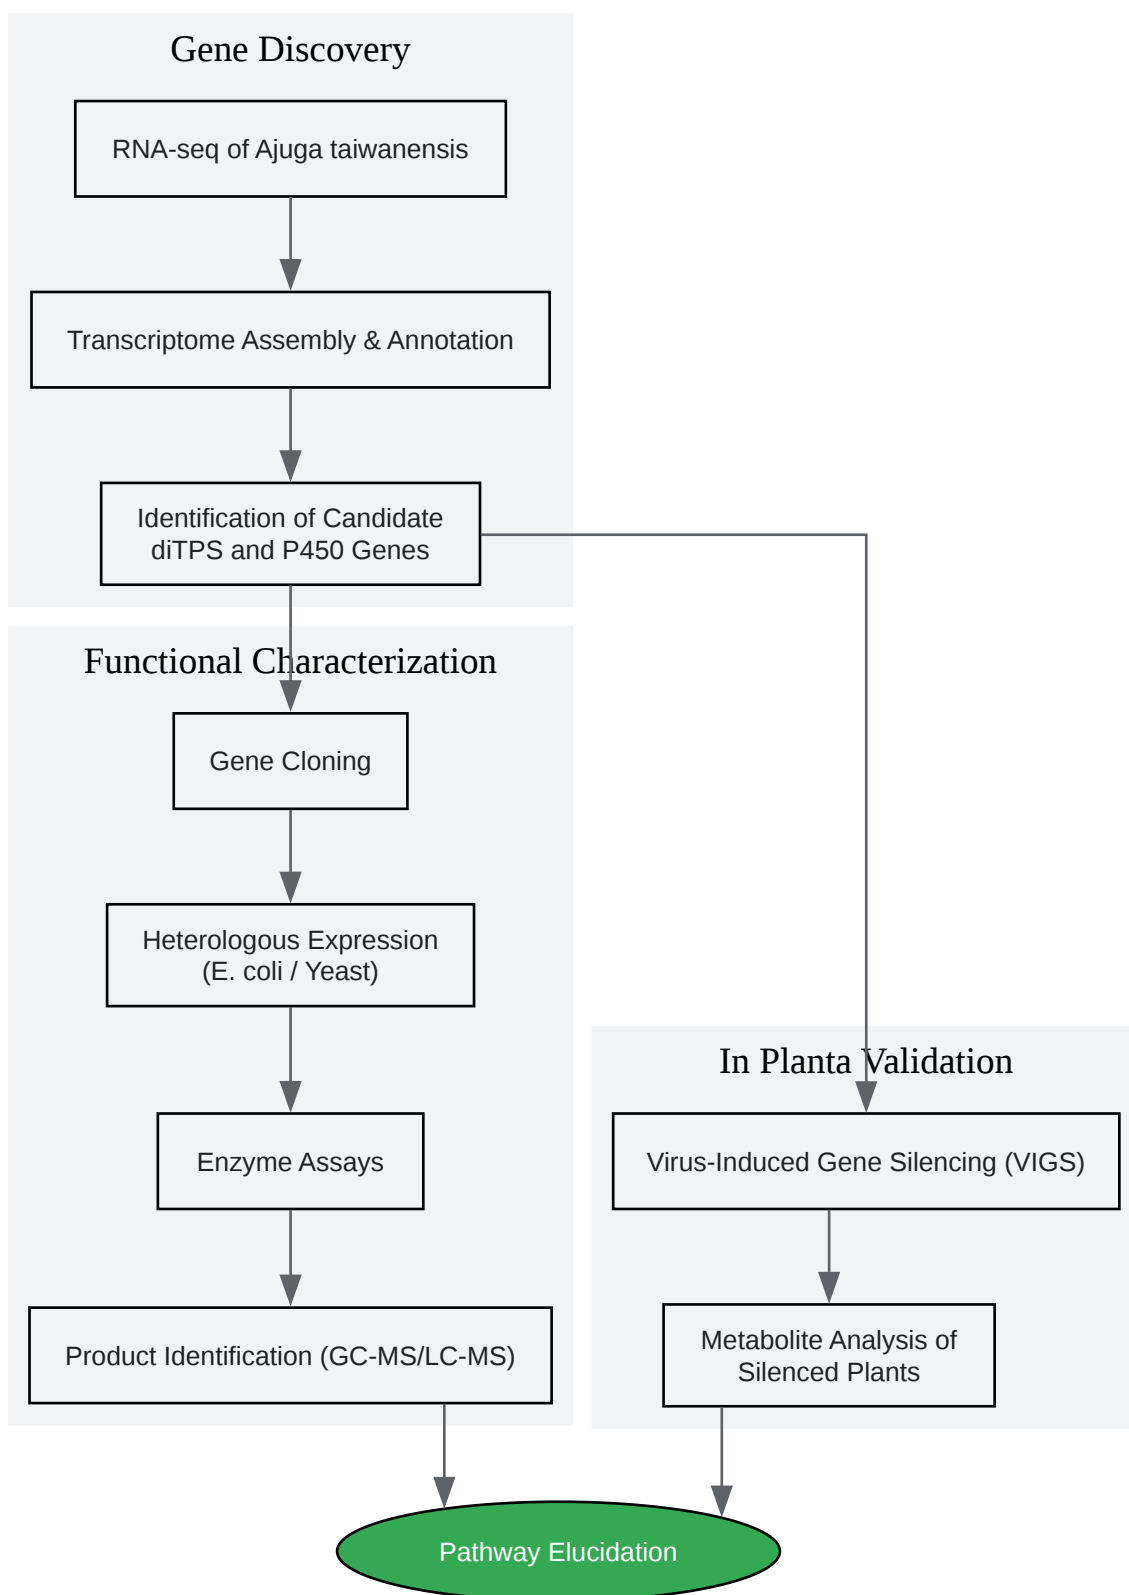 Gene Discovery
RNA-seq of Ajuga taiwanensis
Transcriptome Assembly & Annotation
Identification of Candidate
diTPS and P450 Genes
Functional Characterization
Gene Cloning
Heterologous Expression
(E. coli / Yeast)
Enzyme Assays
Product Identification (GC-MS/LC-MS)
In Planta Validation
Virus-Induced Gene Silencing (VIGS)
Metabolite Analysis of
Silenced Plants
Pathway Elucidation